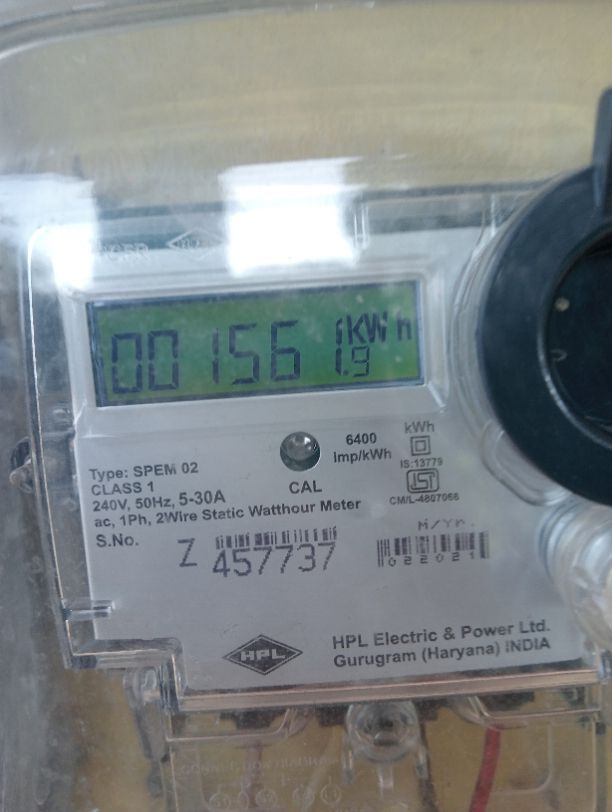 001561.9 kWh
6400
imp/kWh
kWh
IS:13779
CM/L-4807066
Type: SPEM 02
CLASS 1
240V, 50Hz, 5-30A
ac, 1Ph, 2Wire Static Watthour Meter
CAL
S.No.
Z 457737
M/Yr.
022021
HPL
HPL Electric & Power Ltd.
Gurugram (Haryana) INDIA